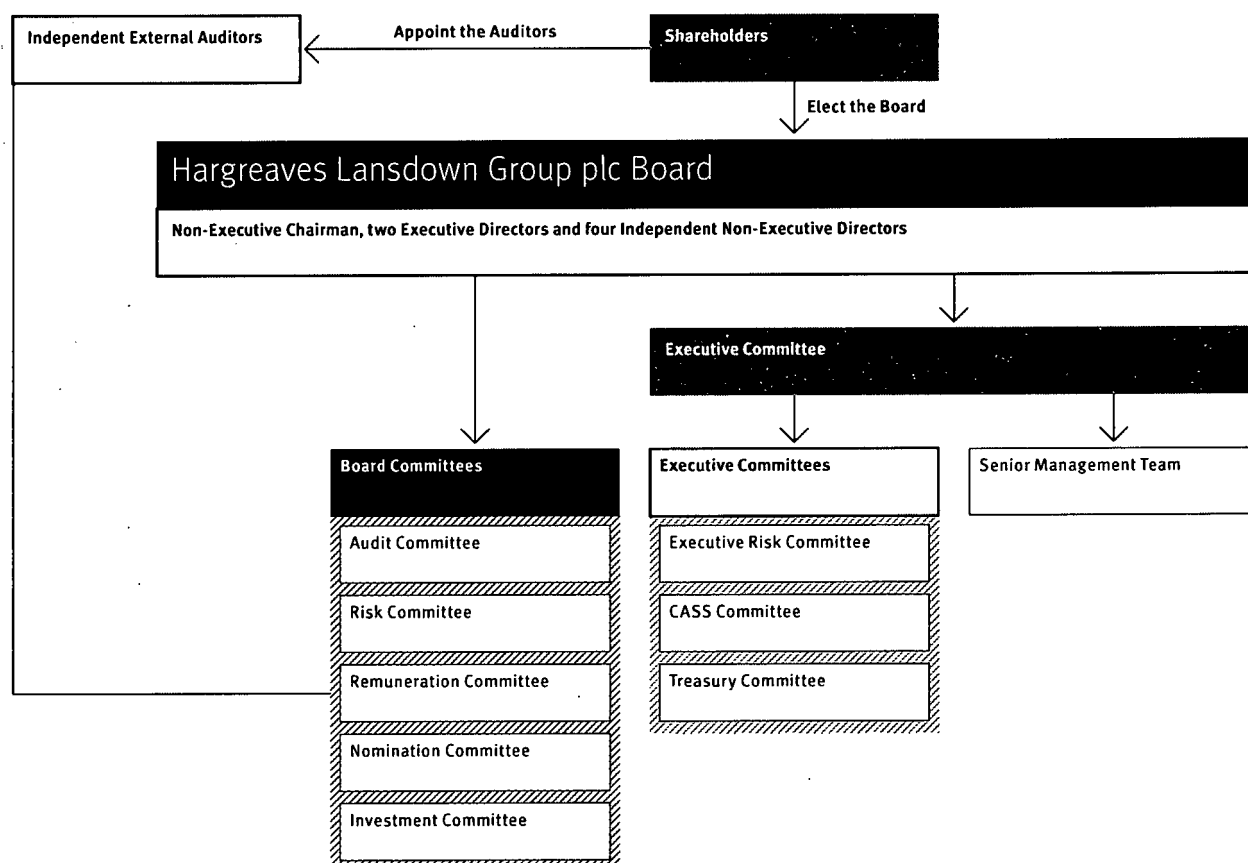 Independent External Auditors
Appoint the Auditors
Shareholders
Elect the Board
Hargreaves Lansdown Group plc Board
Non-Executive Chairman, two Executive Directors and four Independent Non-Executive Directors
Executive Committee
Board Committees
Executive Committees
Senior Management Team
Audit Committee
Executive Risk Committee
Risk Committee
CASS Committee
Remuneration Committee
Treasury Committee
Nomination Committee
Investment Committee